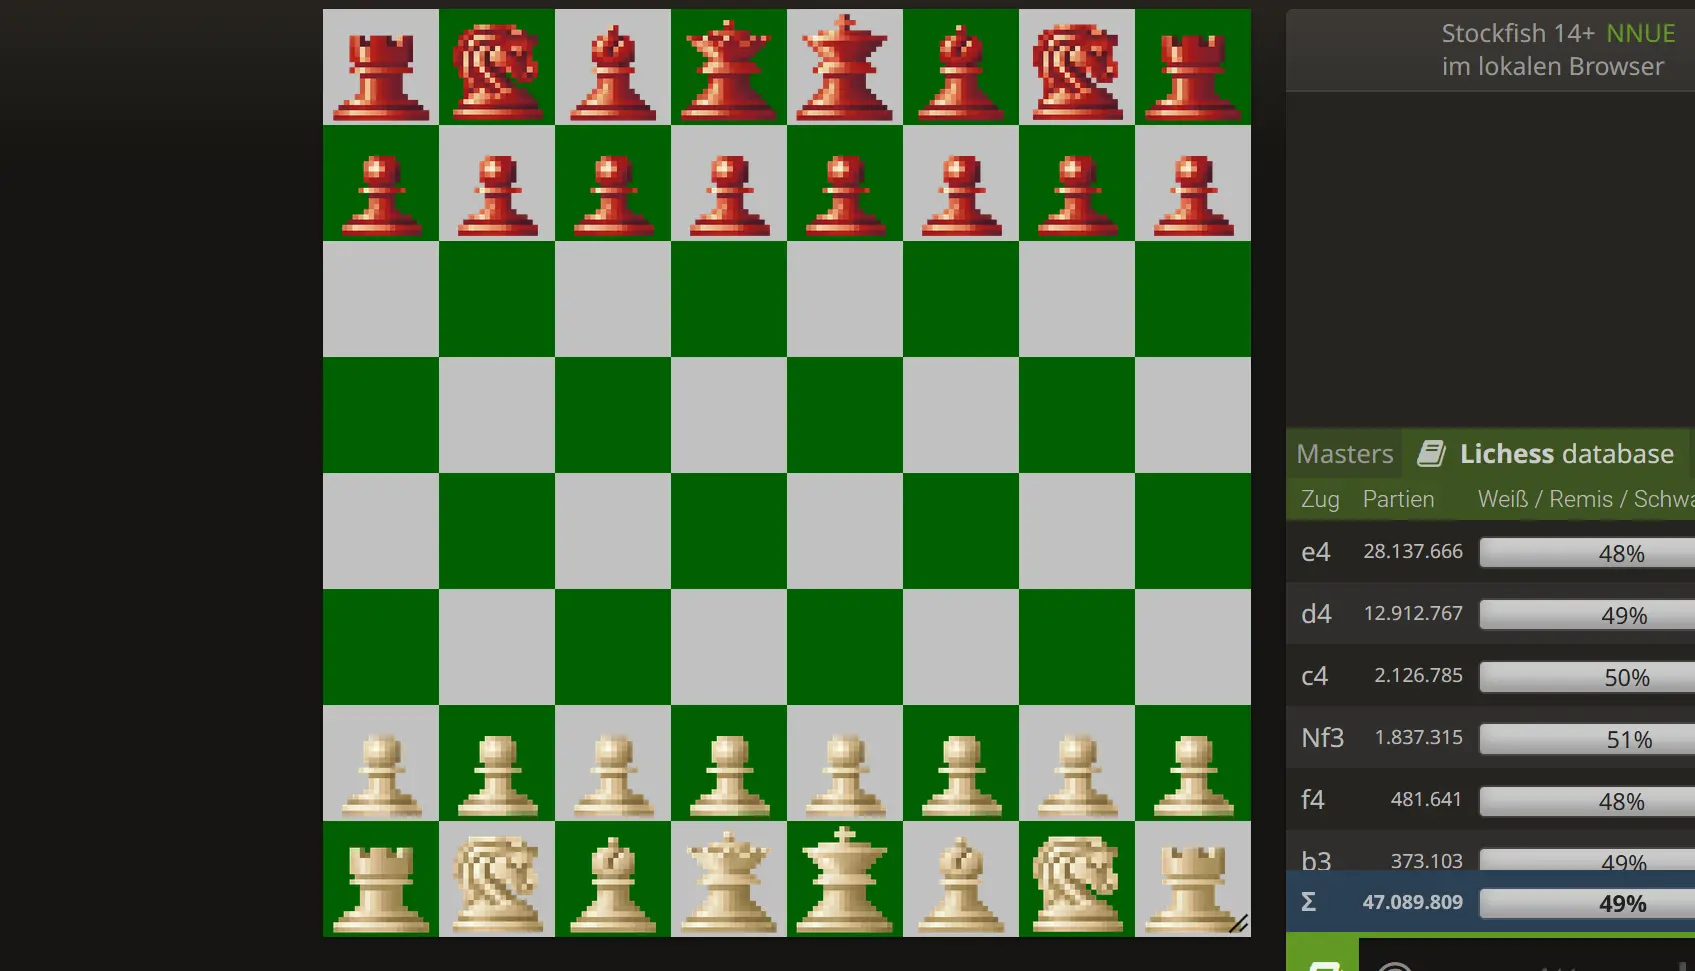 Stockfish 14+ NNUE
im lokalen Browser
Masters Lichess database
Zug Partien Weiß / Remis / Schwa
e4 28.137.666 48%
d4 12.912.767 49%
c4 2.126.785 50%
Nf3 1.837.315 51%
f4 481.641 48%
b3 373.103 49%
Σ 47.089.809 49%